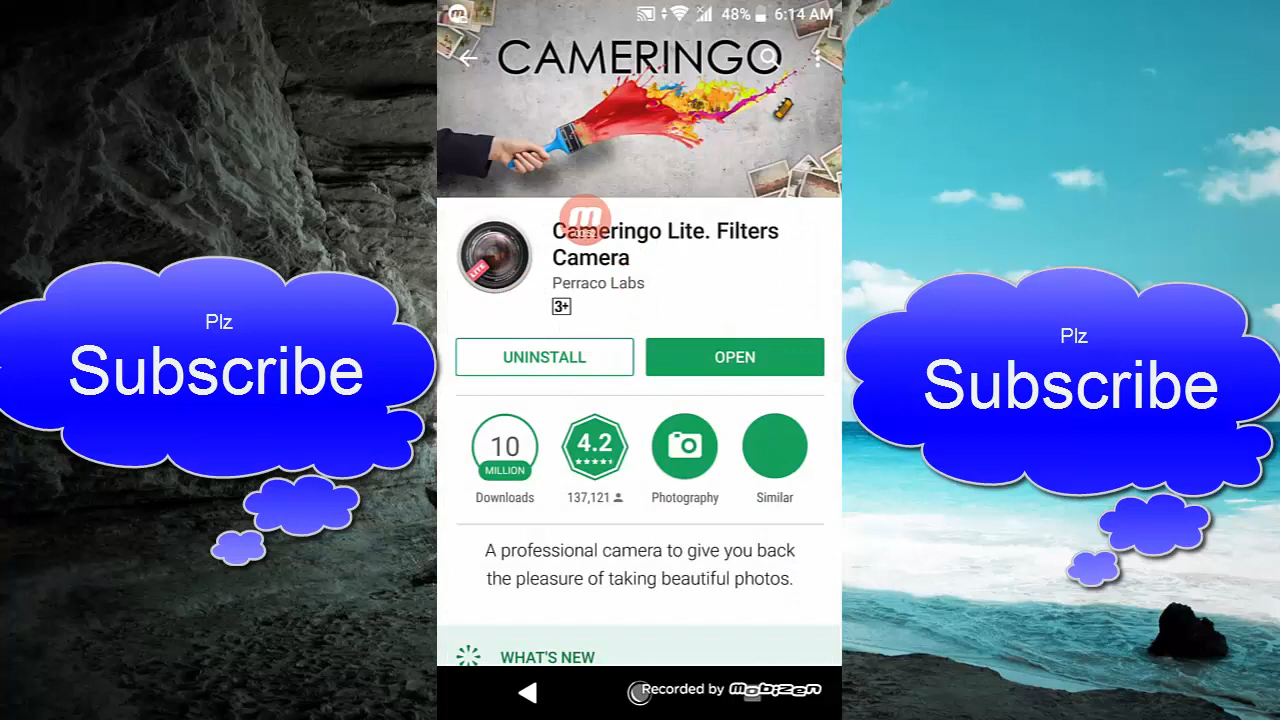 48% 6:14 AM
CAMERINGO
Cameringo Lite. Filters
Camera
LITE
Perraco Labs
3+
UNINSTALL
OPEN
10
MILLION
Downloads
4.2
137,121
Photography
Similar
A professional camera to give you back
the pleasure of taking beautiful photos.
WHAT'S NEW
Recorded by Mobizen
Plz
Subscribe
Plz
Subscribe